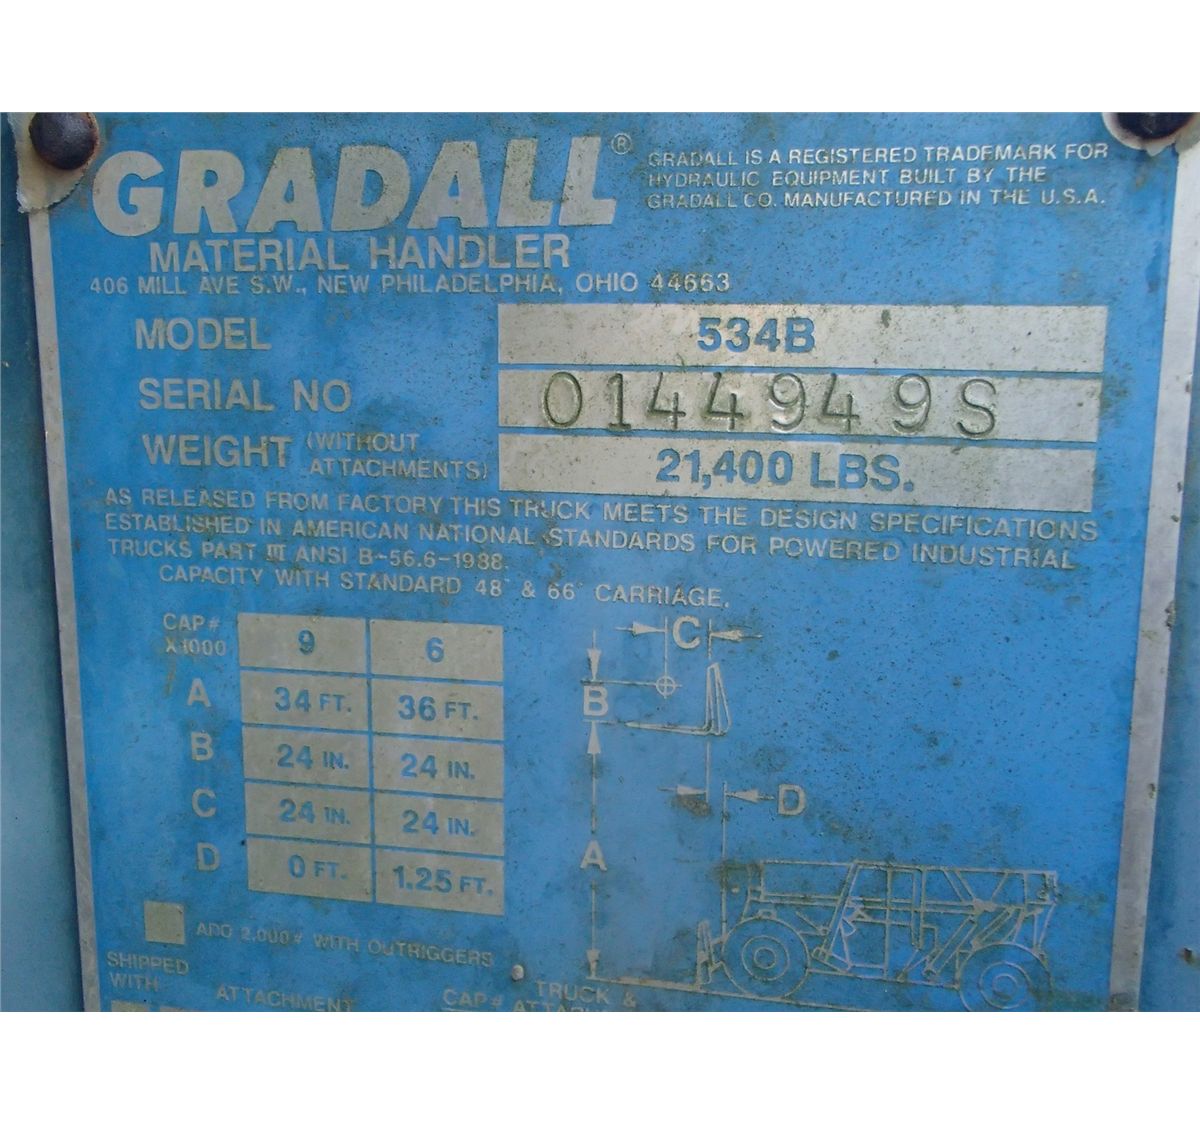 GRADALL®
MATERIAL HANDLER
GRADALL IS A REGISTERED TRADEMARK FOR
HYDRAULIC EQUIPMENT BUILT BY THE
GRADALL CO. MANUFACTURED IN THE U.S.A.
406 MILL AVE S.W., NEW PHILADELPHIA, OHIO 44663
MODEL 534B
SERIAL NO 0144949S
WEIGHT (WITHOUT ATTACHMENTS) 21,400 LBS.
AS RELEASED FROM FACTORY THIS TRUCK MEETS THE DESIGN SPECIFICATIONS
ESTABLISHED IN AMERICAN NATIONAL STANDARDS FOR POWERED INDUSTRIAL
TRUCKS PART III ANSI B-56.6-1988.
CAPACITY WITH STANDARD 48" & 66" CARRIAGE.
CAP# X1000 9 6
A 34 FT. 36 FT.
B 24 IN. 24 IN.
C 24 IN. 24 IN.
D 0 FT. 1.25 FT.
C
B
D
A
ADD 2,000# WITH OUTRIGGERS
SHIPPED
WITH
ATTACHMENT
CAP#
TRUCK &